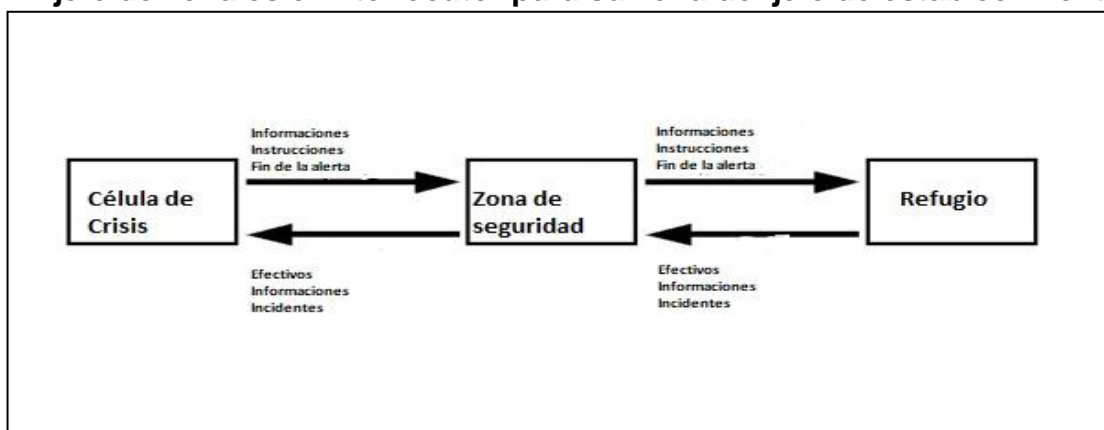 Informaciones
Instrucciones
Fin de la alerta
Informaciones
Instrucciones
Fin de la alerta
Célula de
Crisis
Zona de
seguridad
Refugio
Efectivos
Informaciones
Incidentes
Efectivos
Informaciones
Incidentes